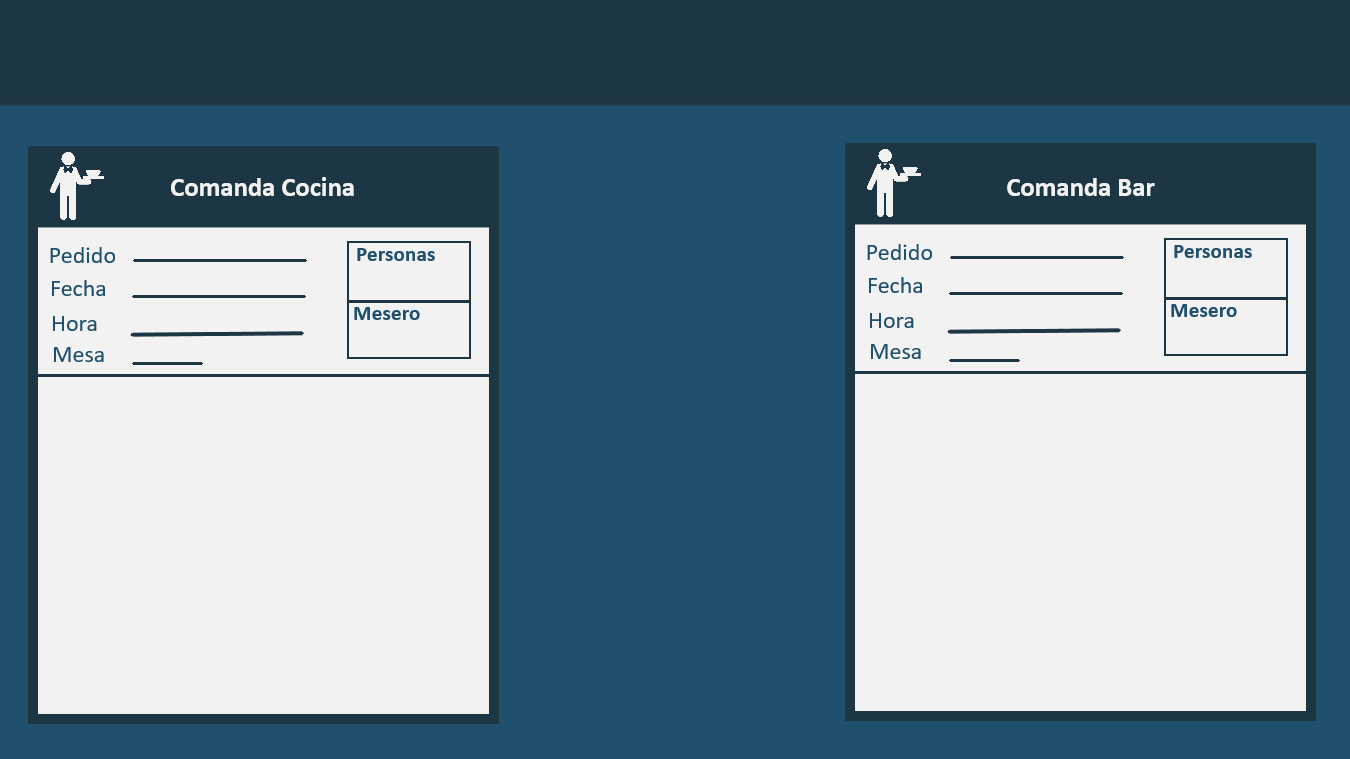 Comanda Cocina
Pedido
Fecha
Hora
Mesa
Personas
Mesero
Comanda Bar
Pedido
Fecha
Hora
Mesa
Personas
Mesero